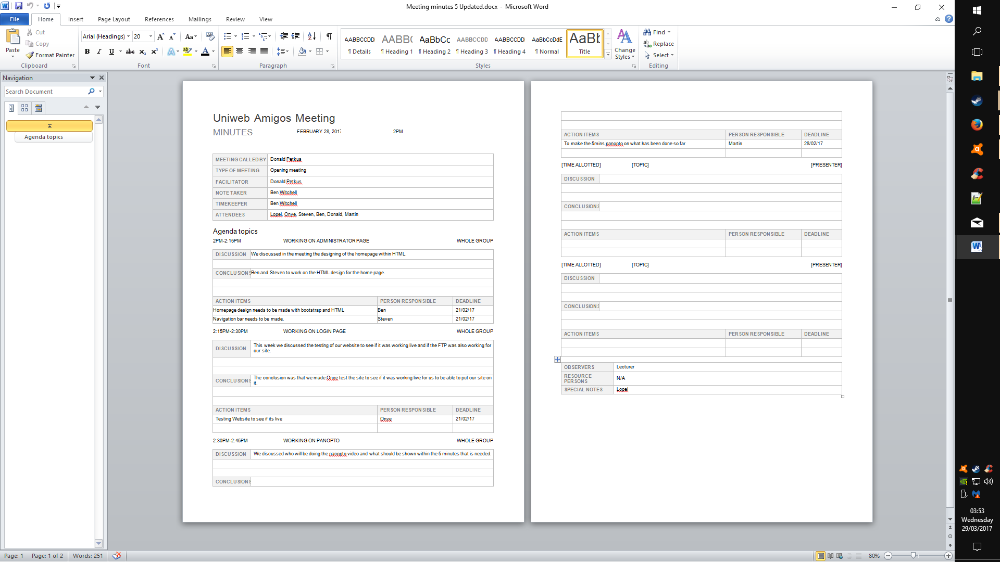 Meeting minutes 5 Updated.docx - Microsoft Word
File Home Insert Page Layout References Mailings Review View
Paste
Cut
Copy
Format Painter
Clipboard
Arial (Headings) 20
Font
Paragraph
AABBCCDD AABBC AaBbCc AABBCCDD AABBCCDD AaBbCcDdE AaBb
¶ Details ¶ Heading 1 ¶ Heading 2 ¶ Heading 3 ¶ Heading 4 ¶ Normal Title
Change Styles
Styles
Find
Replace
Select
Editing
Navigation
Search Document
Agenda topics
Uniweb Amigos Meeting
MINUTES FEBRUARY 28, 2017 2PM
MEETING CALLED BY Donald Petkus
TYPE OF MEETING Opening meeting
FACILITATOR Donald Petkus
NOTE TAKER Ben Witchell
TIMEKEEPER Ben Witchell
ATTENDEES Lopel, Onye, Steven, Ben, Donald, Martin
Agenda topics
2PM-2:15PM WORKING ON ADMINISTRATOR PAGE WHOLE GROUP
DISCUSSION We discussed in the meeting the designing of the homepage within HTML.
CONCLUSIONS Ben and Steven to work on the HTML design for the home page.
ACTION ITEMS PERSON RESPONSIBLE DEADLINE
Homepage design needs to be made with bootstrap and HTML Ben 21/02/17
Navigation bar needs to be made. Steven 21/02/17
2:15PM-2:30PM WORKING ON LOGIN PAGE WHOLE GROUP
DISCUSSION This week we discussed the testing of our website to see if it was working live and if the FTP was also working for
our site.
CONCLUSIONS The conclusion was that we made Onye test the site to see if it was working live for us to be able to put our site on
it.
ACTION ITEMS PERSON RESPONSIBLE DEADLINE
Testing Website to see if its live Onye 21/02/17
2:30PM-2:45PM WORKING ON PANOPTO WHOLE GROUP
DISCUSSION We discussed who will be doing the panopto video and what should be shown within the 5 minutes that is needed.
CONCLUSIONS
ACTION ITEMS PERSON RESPONSIBLE DEADLINE
To make the 5mins panopto on what has been done so far Martin 28/02/17
[TIME ALLOTTED] [TOPIC] [PRESENTER]
DISCUSSION
CONCLUSIONS
ACTION ITEMS PERSON RESPONSIBLE DEADLINE
[TIME ALLOTTED] [TOPIC] [PRESENTER]
DISCUSSION
CONCLUSIONS
ACTION ITEMS PERSON RESPONSIBLE DEADLINE
OBSERVERS Lecturer
RESOURCE
PERSONS N/A
SPECIAL NOTES Lopel
Page: 1 Page: 1 of 2 Words: 251 80%
03:53
Wednesday
29/03/2017